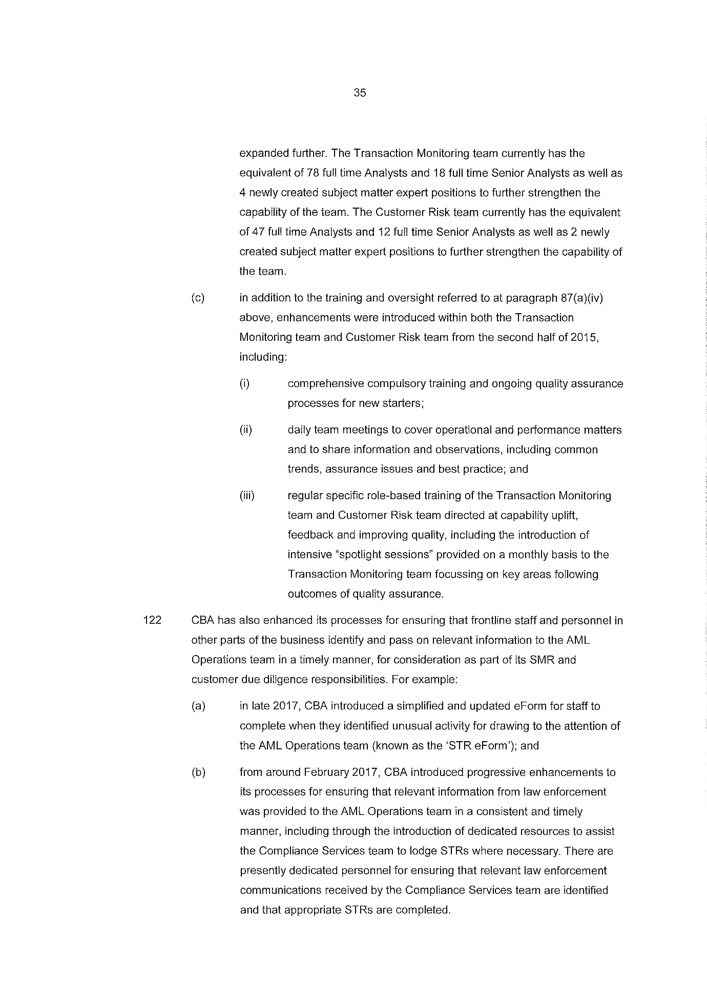 35
expanded further. The Transaction Monitoring team currently has the
equivalent of 78 full time Analysts and 18 full time Senior Analysts as well as
4 newly created subject matter expert positions to further strengthen the
capability of the team. The Customer Risk team currently has the equivalent
of 47 full time Analysts and 12 full time Senior Analysts as well as 2 newly
created subject matter expert positions to further strengthen the capability of
the team.
(c) in addition to the training and oversight referred to at paragraph 87(a)(iv)
above, enhancements were introduced within both the Transaction
Monitoring team and Customer Risk team from the second half of 2015,
including:
(i) comprehensive compulsory training and ongoing quality assurance
processes for new starters;
(ii) daily team meetings to cover operational and performance matters
and to share information and observations, including common
trends, assurance issues and best practice; and
(iii) regular specific role-based training of the Transaction Monitoring
team and Customer Risk team directed at capability uplift,
feedback and improving quality, including the introduction of
intensive “spotlight sessions” provided on a monthly basis to the
Transaction Monitoring team focussing on key areas following
outcomes of quality assurance.
122 CBA has also enhanced its processes for ensuring that frontline staff and personnel in
other parts of the business identify and pass on relevant information to the AML
Operations team in a timely manner, for consideration as part of its SMR and
customer due diligence responsibilities. For example:
(a) in late 2017, CBA introduced a simplified and updated eForm for staff to
complete when they identified unusual activity for drawing to the attention of
the AML Operations team (known as the ‘STR eForm’); and
(b) from around February 2017, CBA introduced progressive enhancements to
its processes for ensuring that relevant information from law enforcement
was provided to the AML Operations team in a consistent and timely
manner, including through the introduction of dedicated resources to assist
the Compliance Services team to lodge STRs where necessary. There are
presently dedicated personnel for ensuring that relevant law enforcement
communications received by the Compliance Services team are identified
and that appropriate STRs are completed.